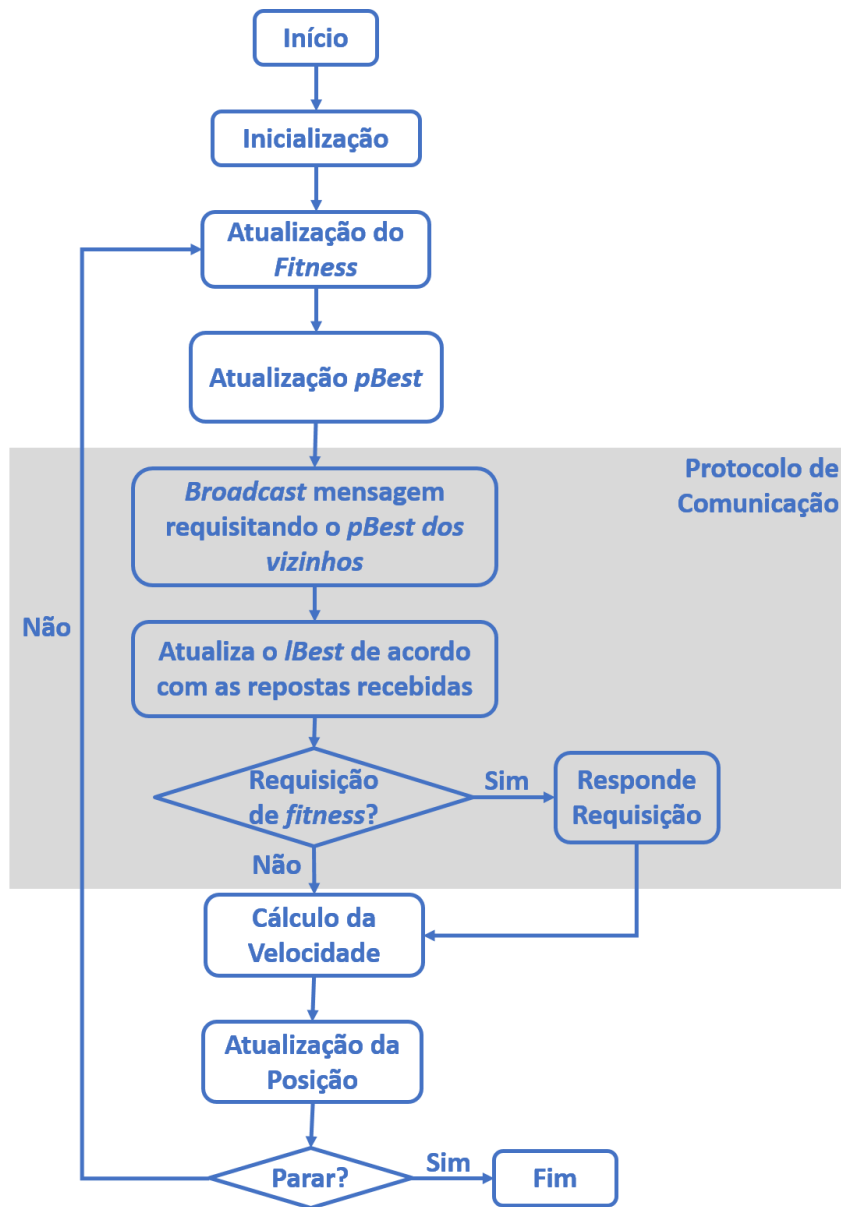 Início
Inicialização
Atualização do
Fitness
Atualização pBest
Protocolo de
Comunicação
Broadcast mensagem
requisitando o pBest dos
vizinhos
Não
Atualiza o lBest de acordo
com as repostas recebidas
Requisição
de fitness?
Sim
Responde
Requisição
Não
Cálculo da
Velocidade
Atualização da
Posição
Parar?
Sim
Fim